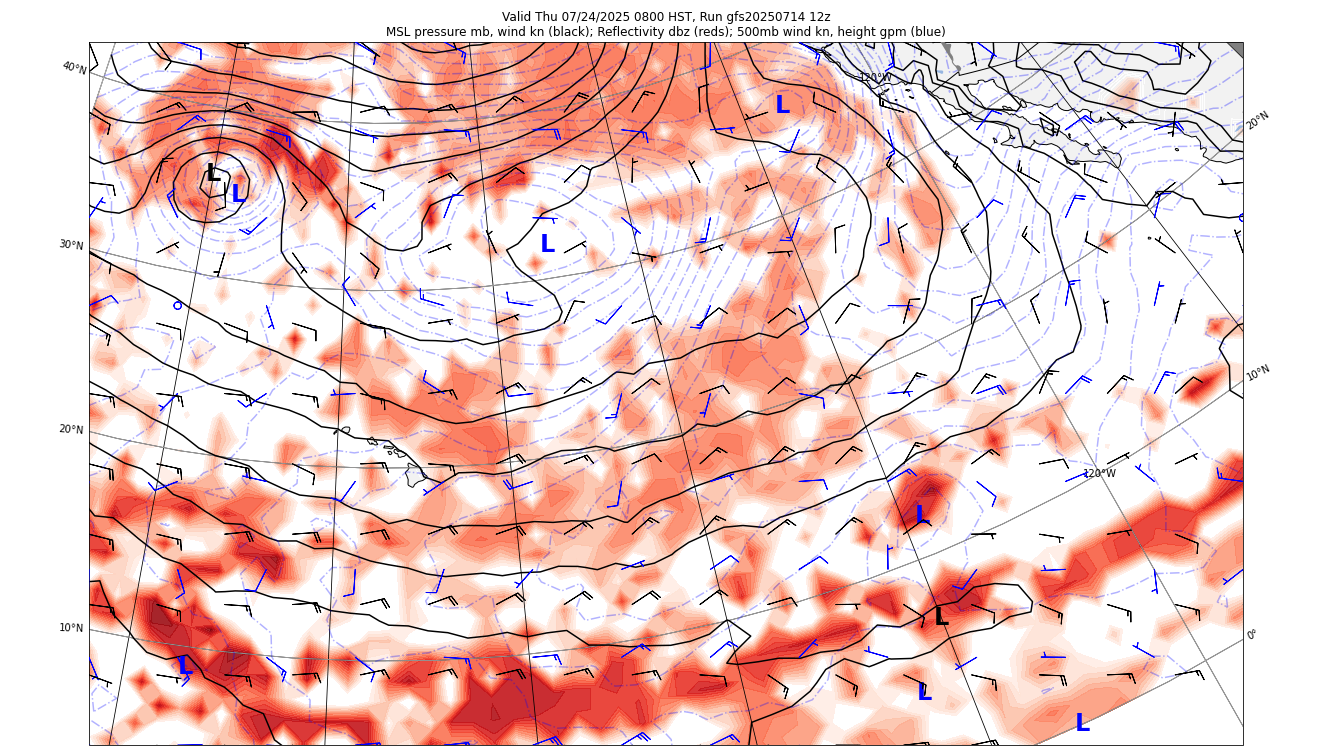 Valid Thu 07/24/2025 0800 HST, Run gfs20250714 12z
MSL pressure mb, wind kn (black); Reflectivity dbz (reds); 500mb wind kn, height gpm (blue)
40°N
120°W
20°N
L
L
L
L
30°N
L
10°N
20°N
120°W
L
10°N
0°
L
L
L
L